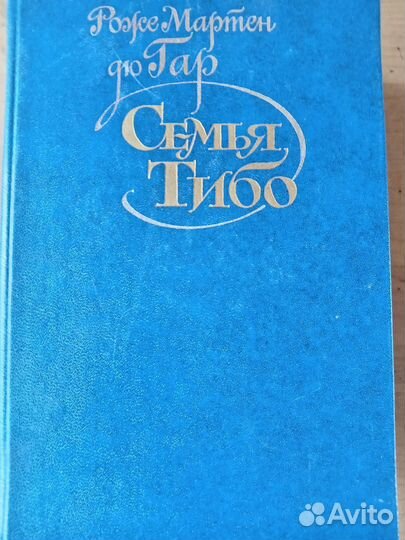 Роже Мартен
дю Гар
Семья
Тибо
Avito